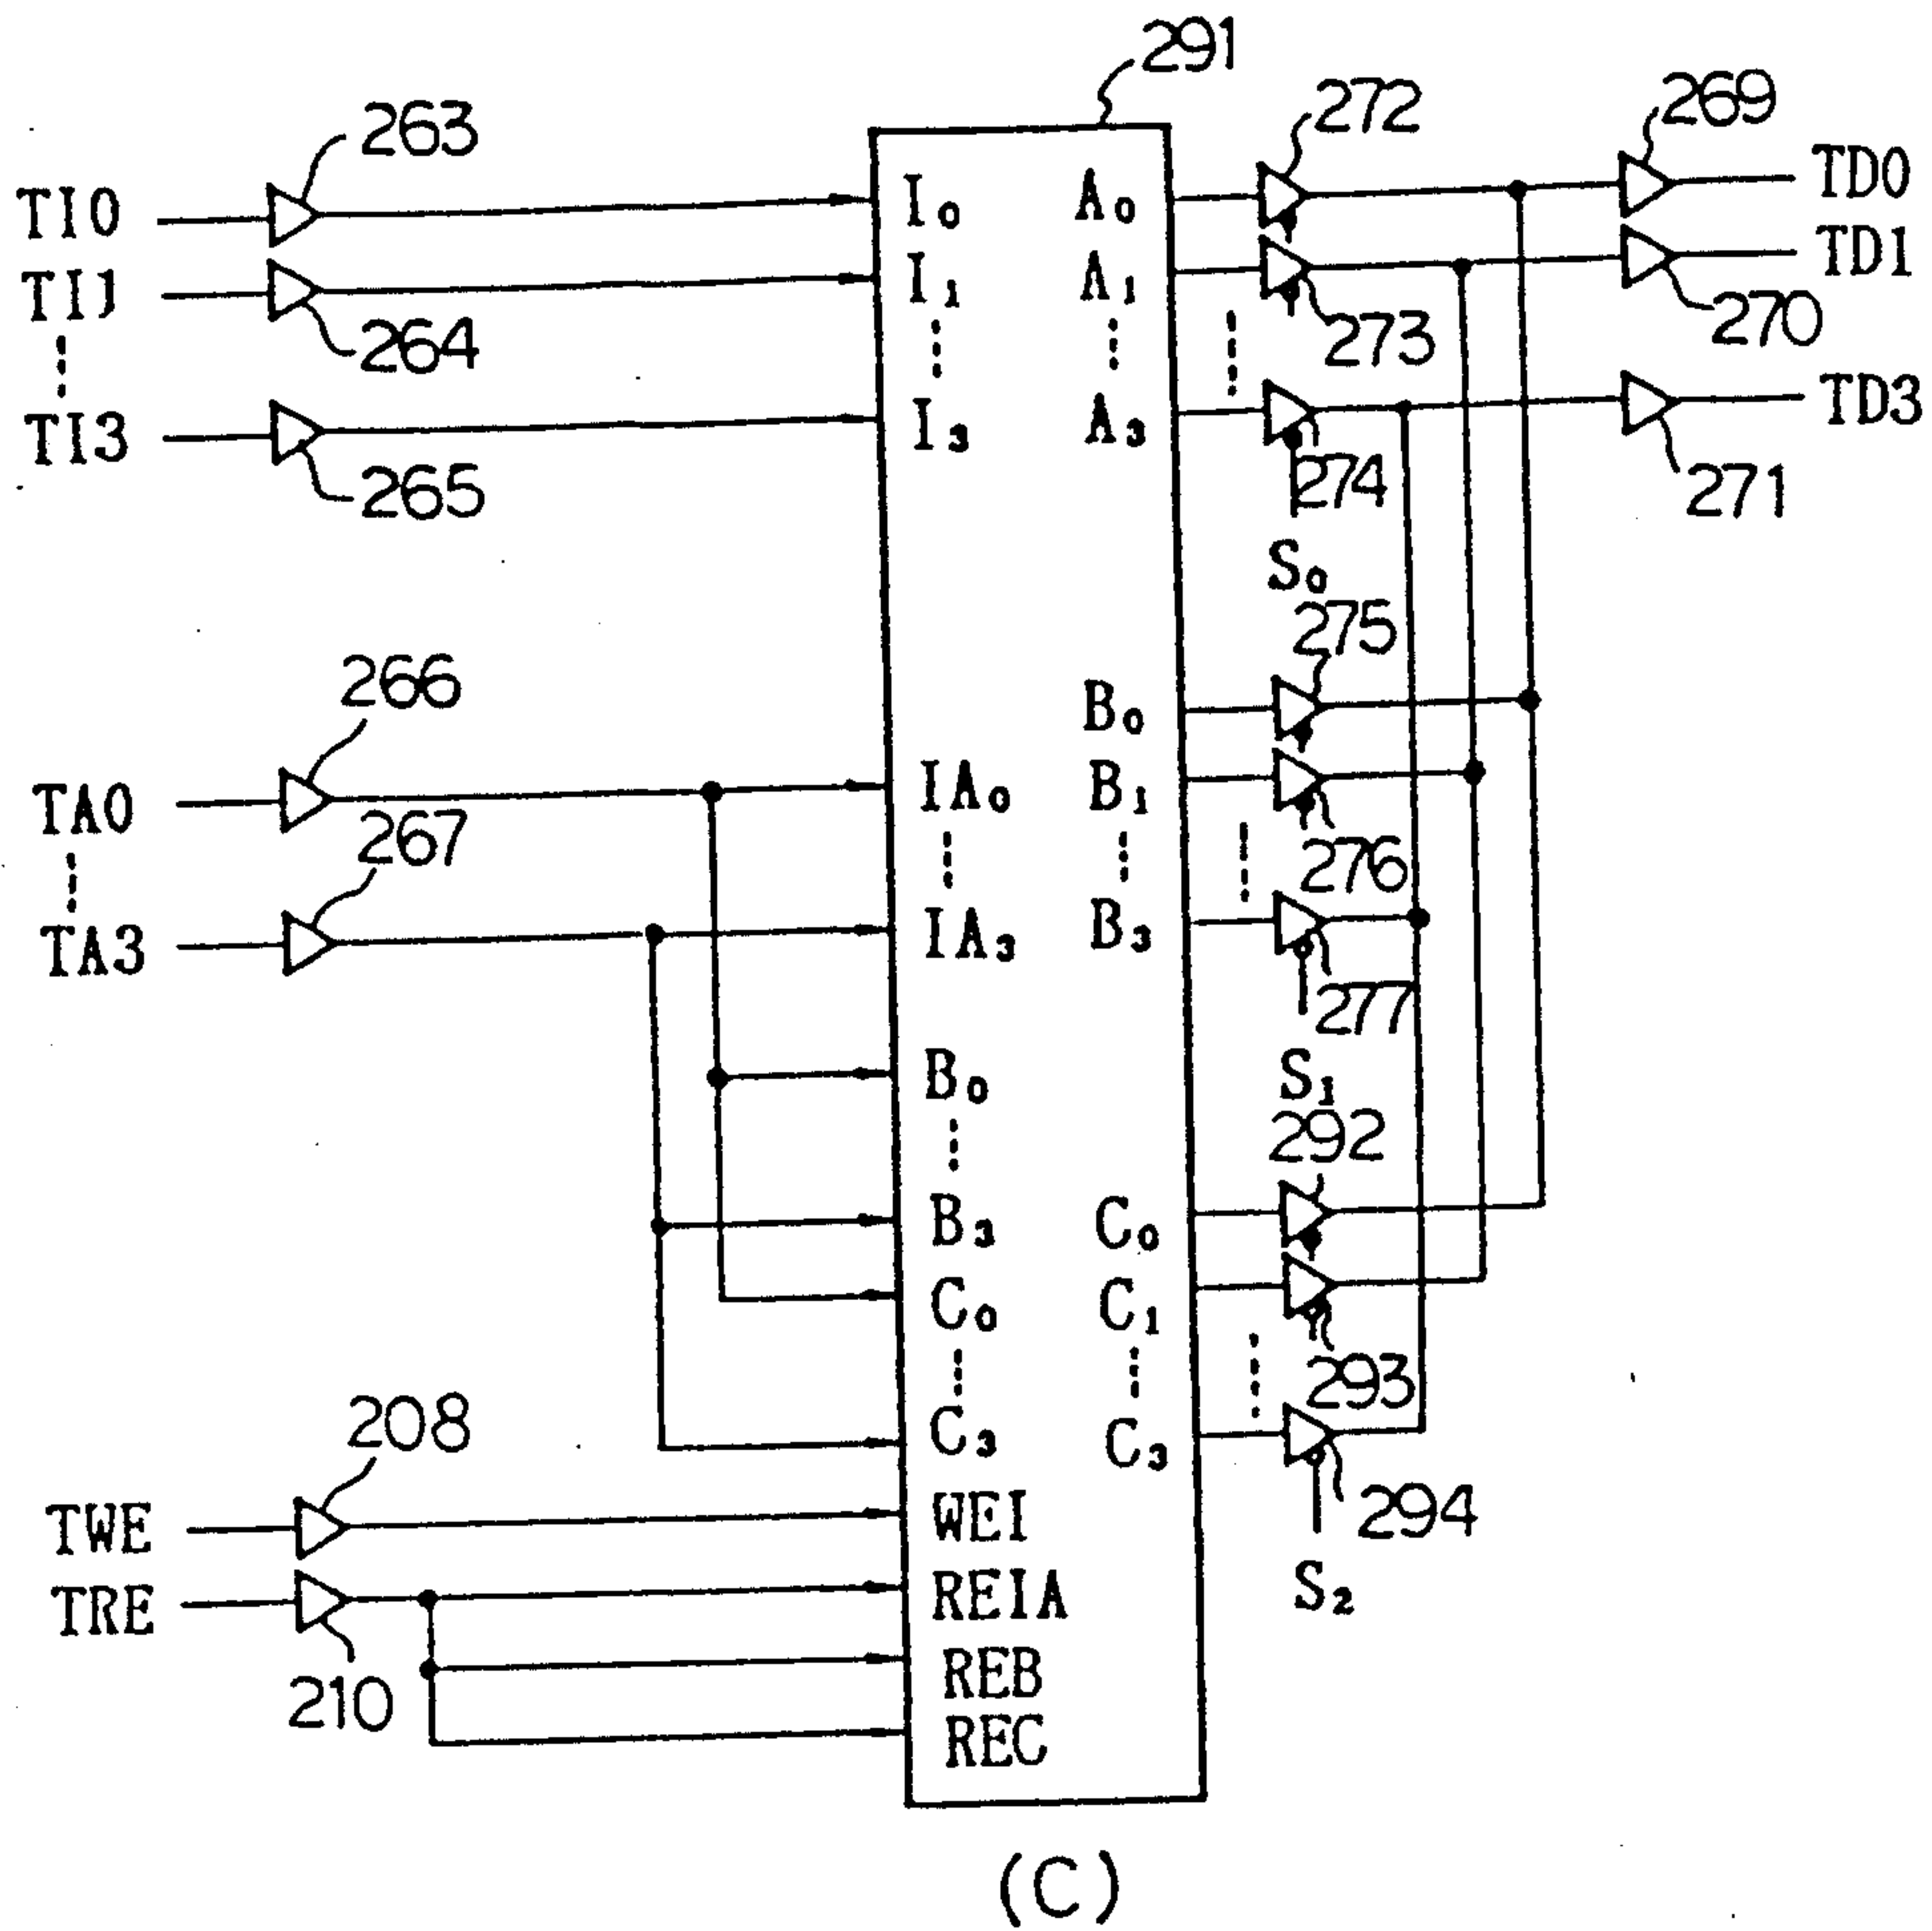 291
263
272
269
TI0
I₀
A₀
TD0
TI1
I₁
A₁
TD1
264
273
270
TI3
I₃
A₃
TD3
265
274
271
S₀
275
266
B₀
TA0
IA₀
B₁
267
276
TA3
IA₃
B₃
277
B₀
S₁
292
B₃
C₀
C₀
C₁
293
208
C₃
C₃
TWE
WEI
294
TRE
REIA
S₂
210
REB
REC
(C)